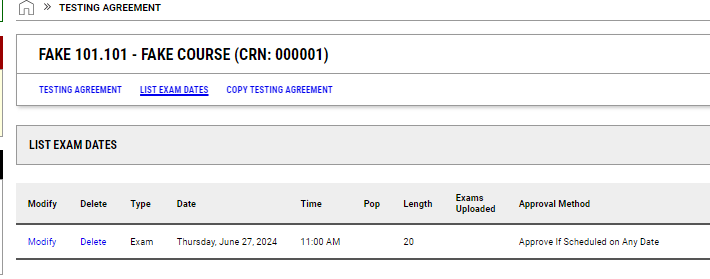 » TESTING AGREEMENT
FAKE 101.101 - FAKE COURSE (CRN: 000001)
TESTING AGREEMENT LIST EXAM DATES COPY TESTING AGREEMENT
LIST EXAM DATES
Modify Delete Type Date Time Pop Length Exams Uploaded Approval Method
Modify Delete Exam Thursday, June 27, 2024 11:00 AM 20 Approve If Scheduled on Any Date